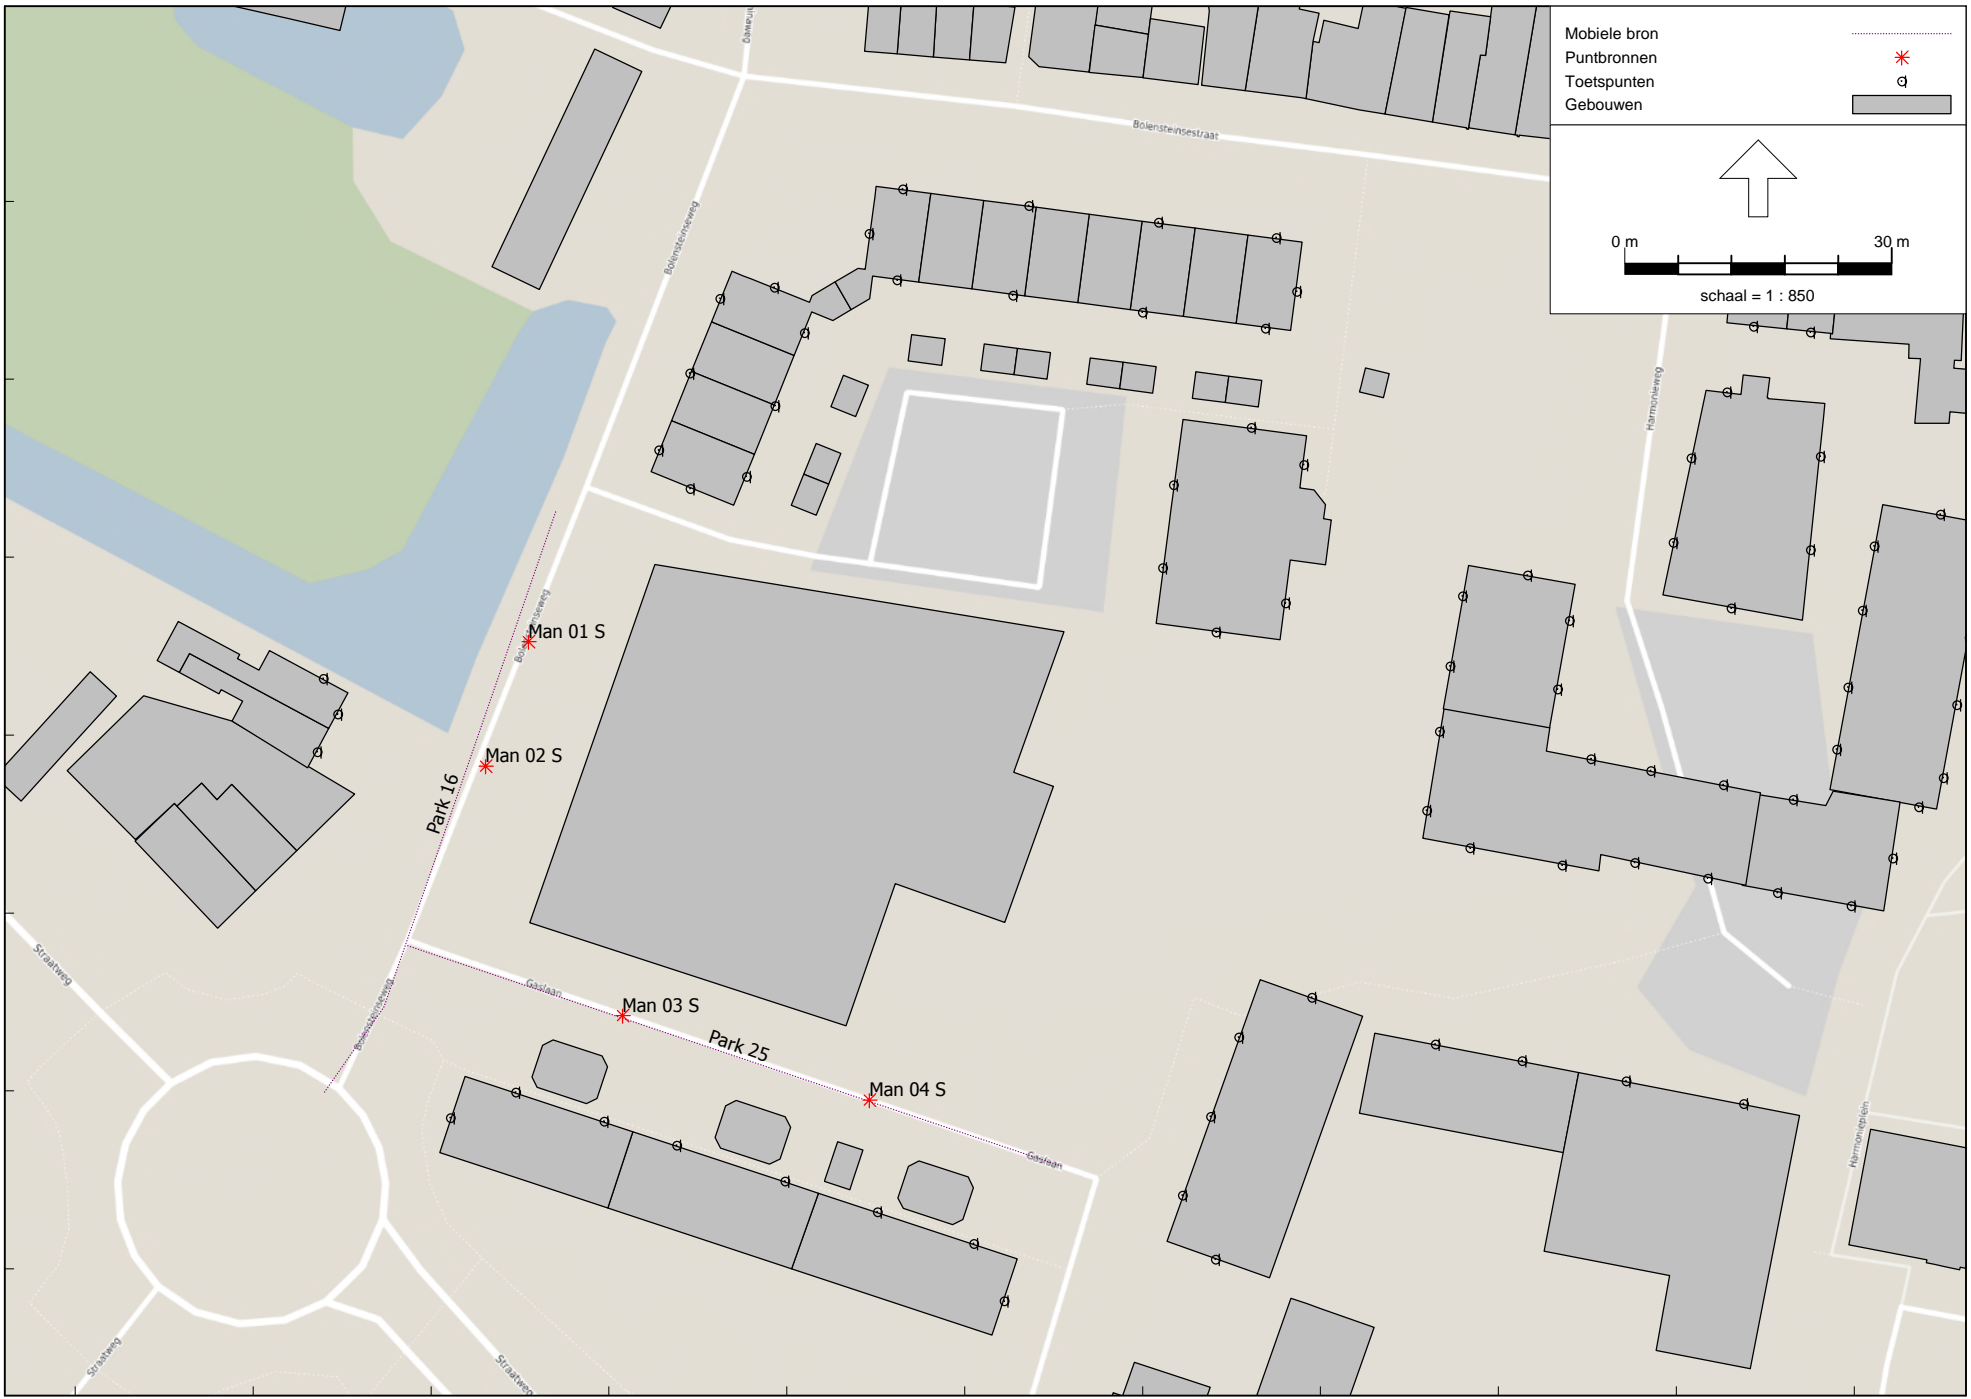 Mobiele bron
Puntbronnen
Toetspunten
Gebouwen
0 m 30 m
schaal = 1 : 850
Bolensteinsestraat
Bolensteinseweg
Harmonieweg
Man 01 S
Man 02 S
Park 16
Straatweg
Bolensteinseweg
Gaslaan
Man 03 S
Park 25
Man 04 S
Gaslaan
Harmonieplein
Straatweg
Straatweg